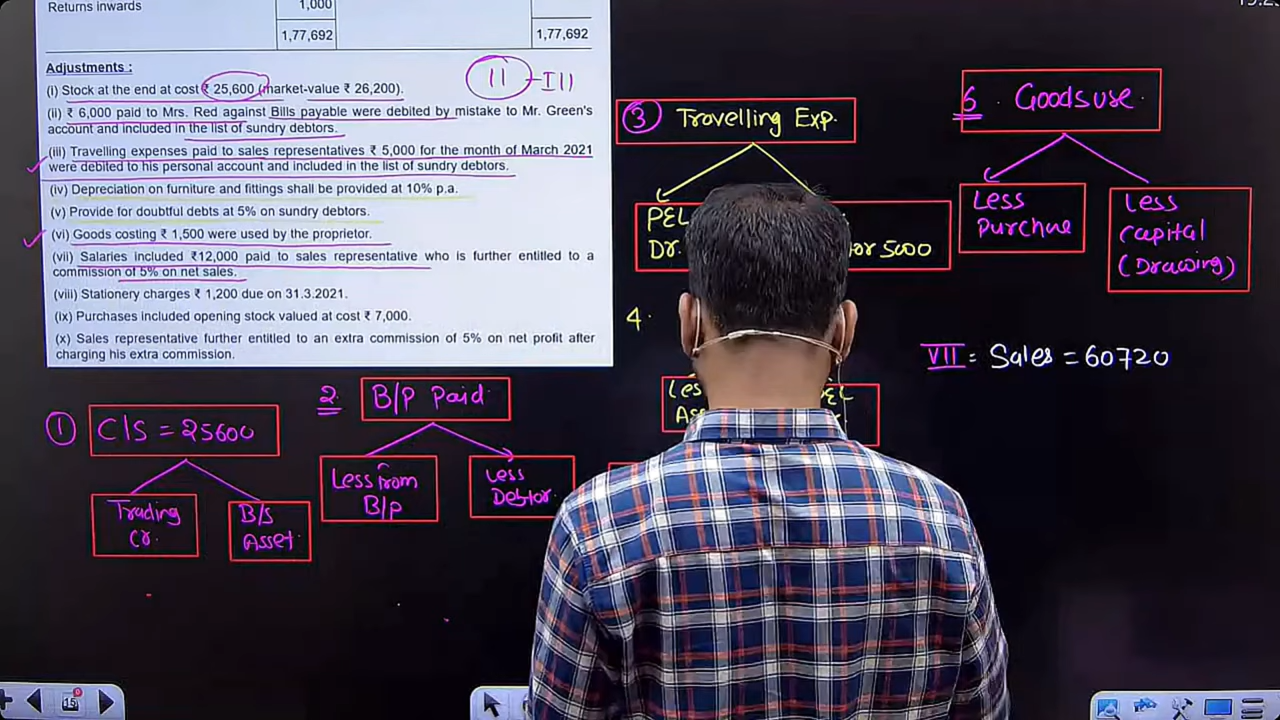 Returns inwards 1,000
1,77,692 1,77,692
Adjustments :
(i) Stock at the end at cost ₹ 25,600 (market-value ₹ 26,200).
(ii) ₹ 6,000 paid to Mrs. Red against Bills payable were debited by mistake to Mr. Green's
account and included in the list of sundry debtors.
(iii) Travelling expenses paid to sales representatives ₹ 5,000 for the month of March 2021
were debited to his personal account and included in the list of sundry debtors.
(iv) Depreciation on furniture and fittings shall be provided at 10% p.a.
(v) Provide for doubtful debts at 5% on sundry debtors.
(vi) Goods costing ₹ 1,500 were used by the proprietor.
(vii) Salaries included ₹12,000 paid to sales representative who is further entitled to a
commission of 5% on net sales.
(viii) Stationery charges ₹ 1,200 due on 31.3.2021.
(ix) Purchases included opening stock valued at cost ₹ 7,000.
(x) Sales representative further entitled to an extra commission of 5% on net profit after
charging his extra commission.
II - III
① C/S = 25600
Trading
Cr.
B/S
Asset
2. B/P Paid
Less from
B/P
Less
Debtor
③ Travelling Exp.
P&L
Dr.
5000
4.
6 Goods use
Less
Purchase
Less
Capital
(Drawing)
VII = Sales = 60720
15